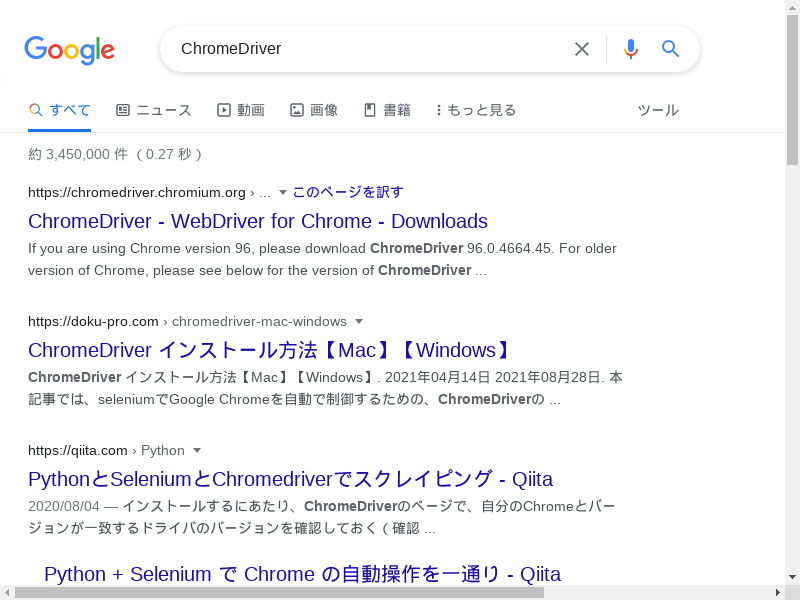 Google
ChromeDriver
すべて ニュース 動画 画像 書籍 もっと見る ツール
約 3,450,000 件 （0.27 秒）
https://chromedriver.chromium.org › ... このページを訳す
ChromeDriver - WebDriver for Chrome - Downloads
If you are using Chrome version 96, please download ChromeDriver 96.0.4664.45. For older
version of Chrome, please see below for the version of ChromeDriver ...
https://doku-pro.com › chromedriver-mac-windows
ChromeDriver インストール方法【Mac】【Windows】
ChromeDriver インストール方法【Mac】【Windows】. 2021年04月14日 2021年08月28日. 本
記事では、seleniumでGoogle Chromeを自動で制御するための、ChromeDriverの ...
https://qiita.com › Python
PythonとSeleniumとChromedriverでスクレイピング - Qiita
2020/08/04 — インストールするにあたり、ChromeDriverのページで、自分のChromeとバー
ジョンが一致するドライバのバージョンを確認しておく（確認 ...
Python + Selenium で Chrome の自動操作を一通り - Qiita